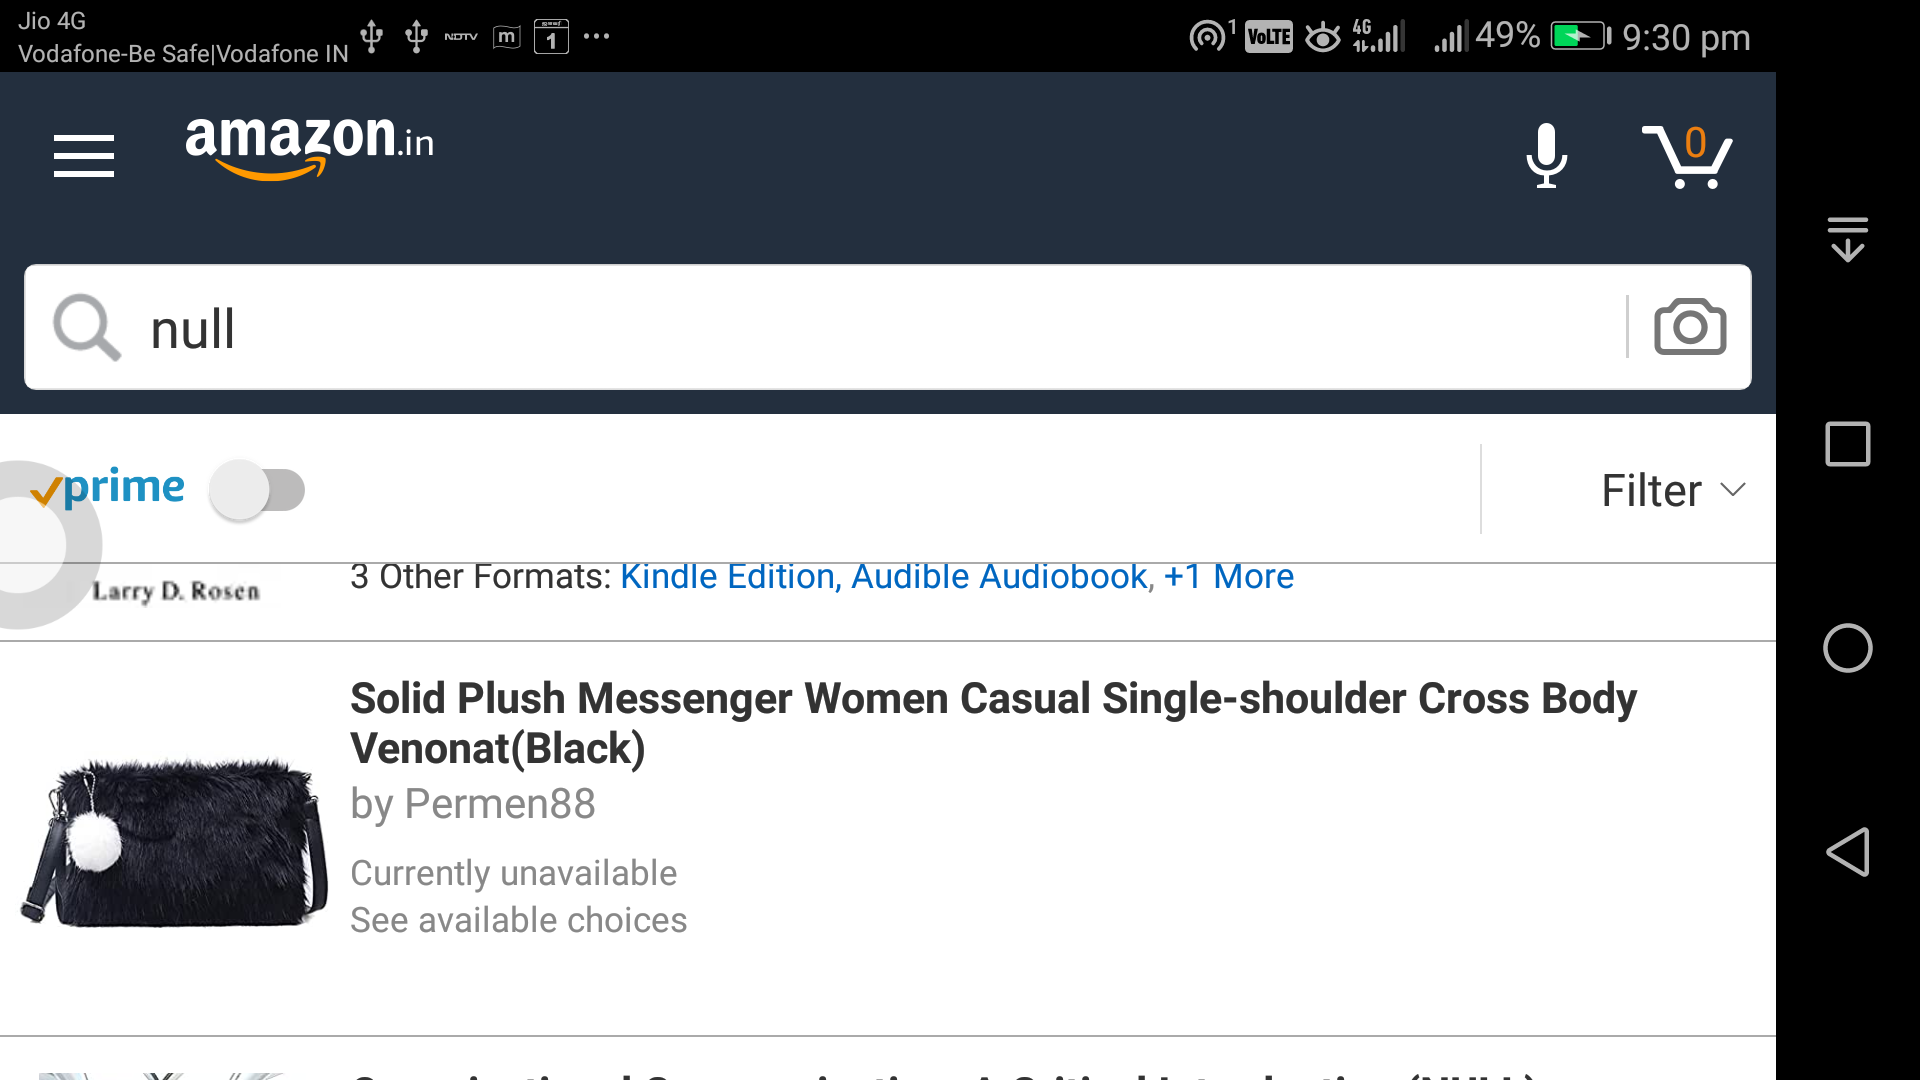 Jio 4G
Vodafone-Be Safe|Vodafone IN
NDTV
m
1
1
VoLTE
4G
49%
9:30 pm
amazon.in
0
null
prime
Filter
Larry D. Rosen
3 Other Formats: Kindle Edition, Audible Audiobook, +1 More
Solid Plush Messenger Women Casual Single-shoulder Cross Body
Venonat(Black)
by Permen88
Currently unavailable
See available choices